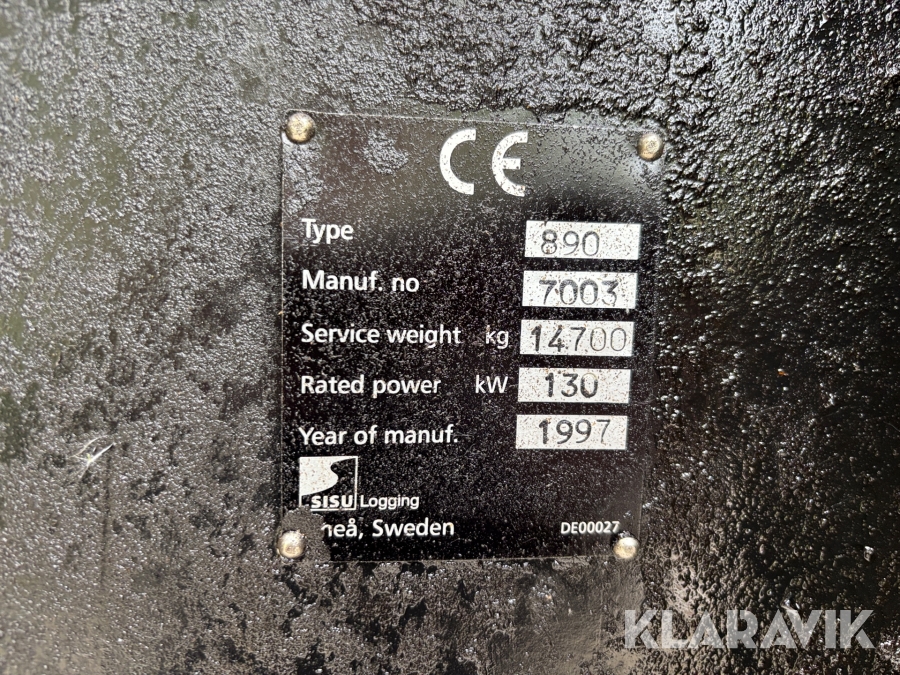 CE
Type 890
Manuf. no 7003
Service weight kg 14700
Rated power kW 130
Year of manuf. 1997
SISU Logging
Sweden DE00027
KLARAVIK